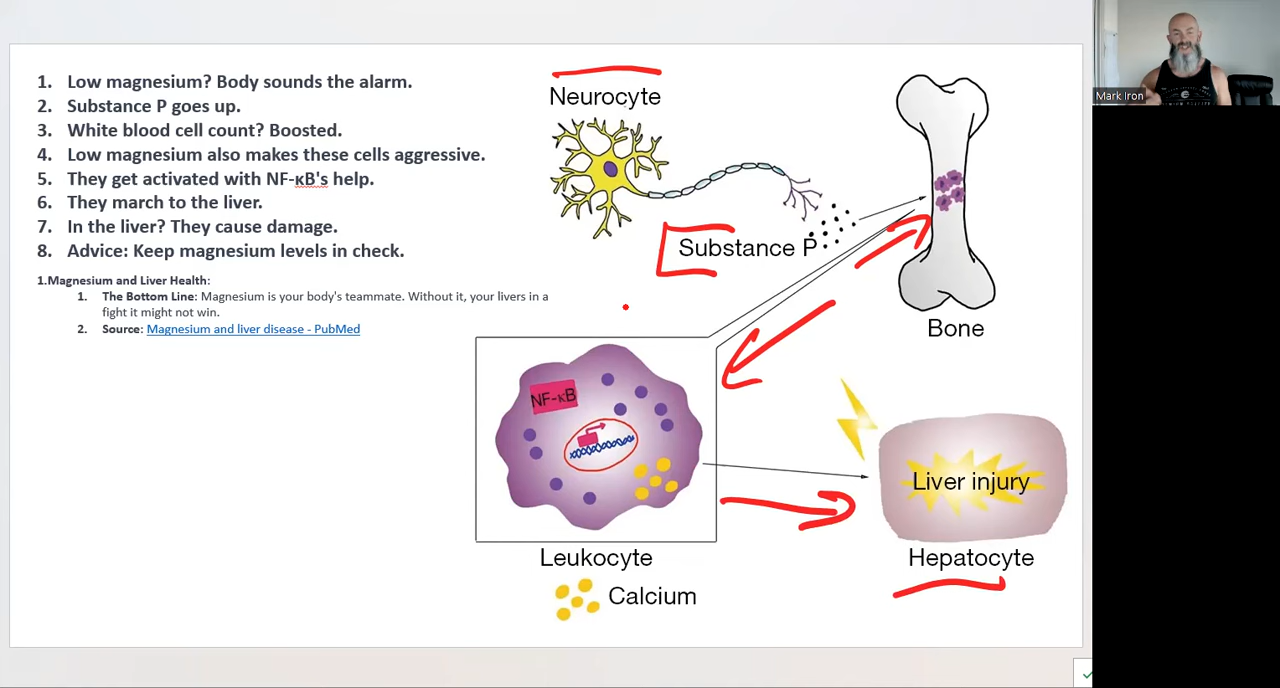 1. Low magnesium? Body sounds the alarm.
2. Substance P goes up.
3. White blood cell count? Boosted.
4. Low magnesium also makes these cells aggressive.
5. They get activated with NF-κB's help.
6. They march to the liver.
7. In the liver? They cause damage.
8. Advice: Keep magnesium levels in check.
1.Magnesium and Liver Health:
1. The Bottom Line: Magnesium is your body's teammate. Without it, your livers in a
fight it might not win.
2. Source: Magnesium and liver disease - PubMed
Neurocyte
Substance P
Bone
NF-κB
Leukocyte
Calcium
Liver injury
Hepatocyte
Mark Iron